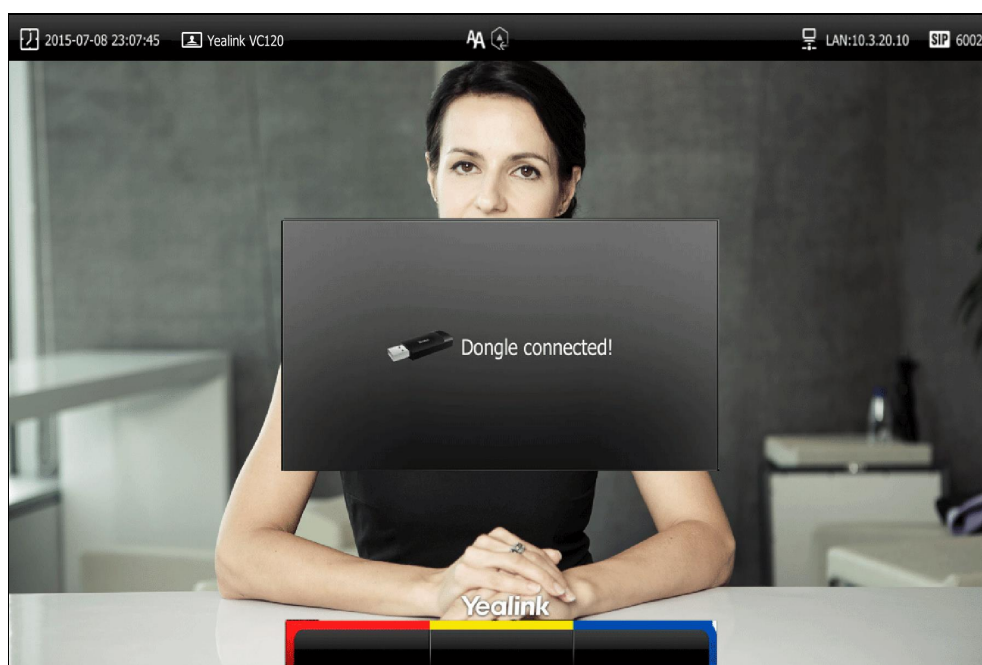 2015-07-08 23:07:45 Yealink VC120 AA LAN:10.3.20.10 SIP 6002
Dongle connected!
Yealink